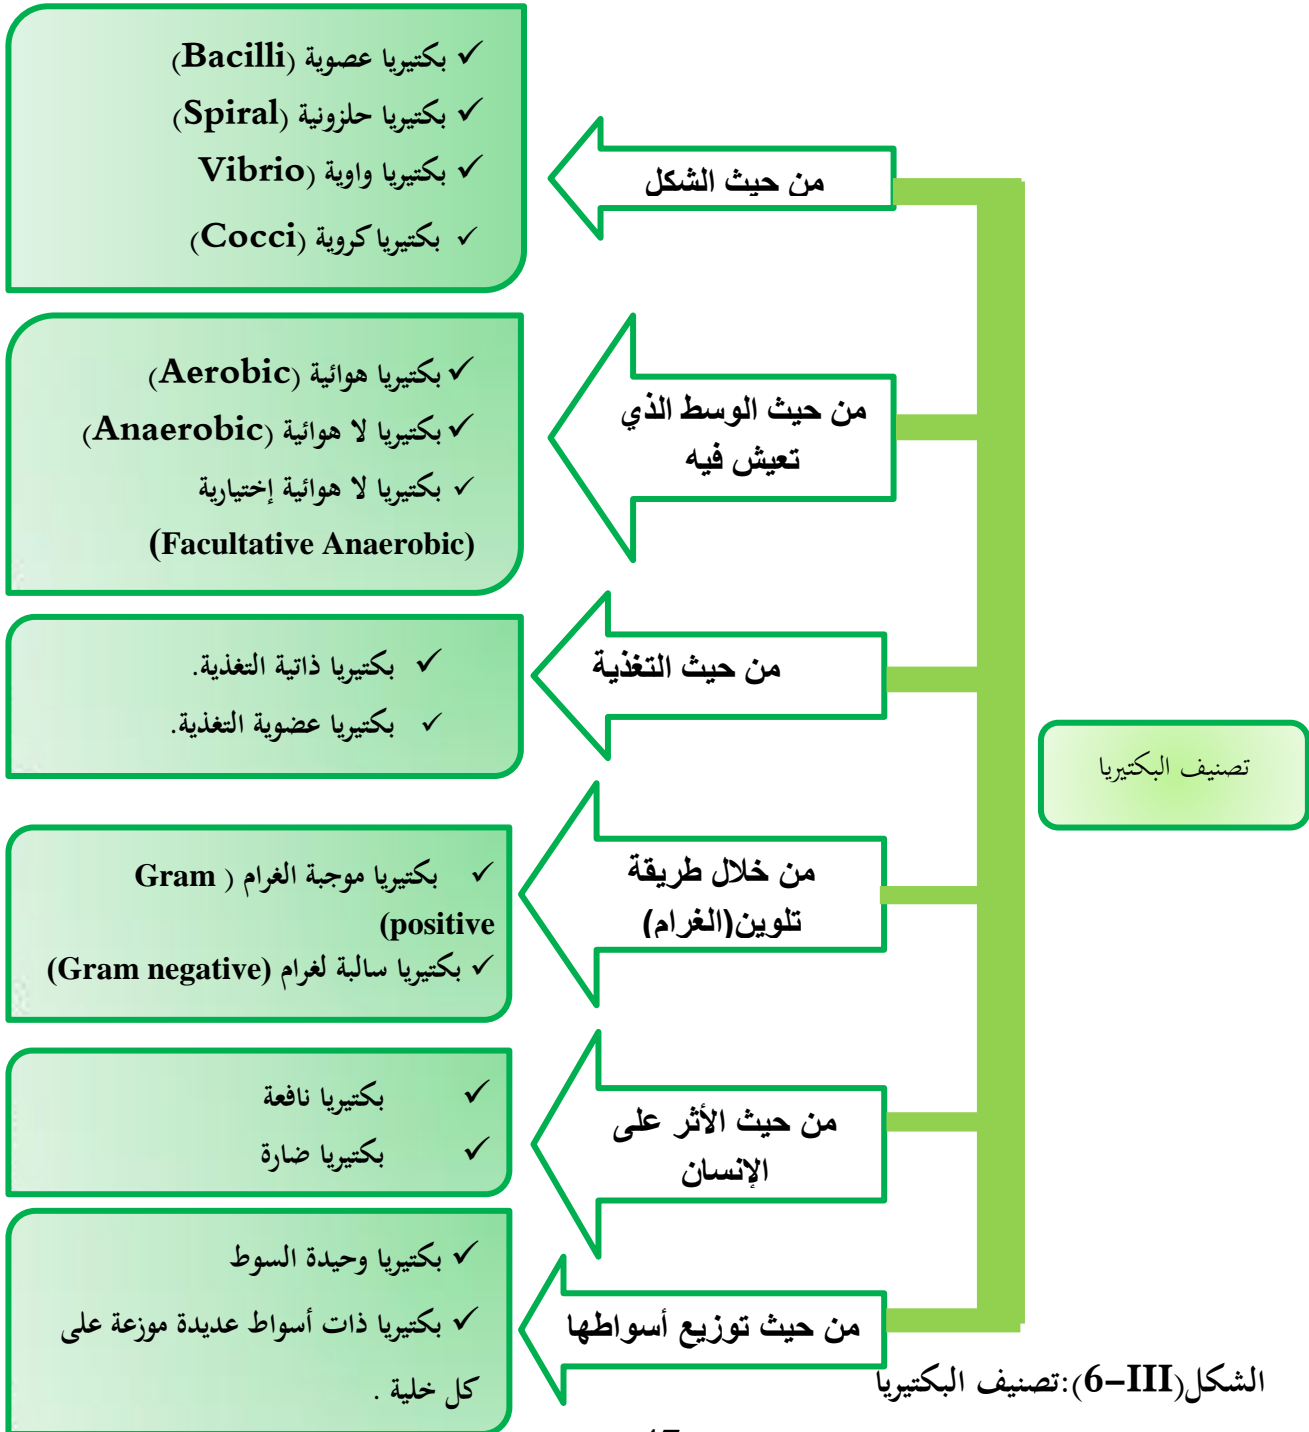 تصنيف البكتيريا
من حيث الشكل
✓ بكتيريا عصوية (Bacilli)
✓ بكتيريا حلزونية (Spiral)
✓ بكتيريا واوية (Vibrio
✓ بكتيريا كروية (Cocci)
من حيث الوسط الذي
تعيش فيه
✓ بكتيريا هوائية (Aerobic)
✓ بكتيريا لا هوائية (Anaerobic)
✓ بكتيريا لا هوائية إختيارية
(Facultative Anaerobic)
من حيث التغذية
✓ بكتيريا ذاتية التغذية.
✓ بكتيريا عضوية التغذية.
من خلال طريقة
تلوين(الغرام)
✓ بكتيريا موجبة الغرام ( Gram
positive)
✓ بكتيريا سالبة لغرام (Gram negative)
من حيث الأثر على
الإنسان
✓ بكتيريا نافعة
✓ بكتيريا ضارة
من حيث توزيع أسواطها
✓ بكتيريا وحيدة السوط
✓ بكتيريا ذات أسواط عديدة موزعة على
كل خلية .
الشكل(6-III):تصنيف البكتيريا